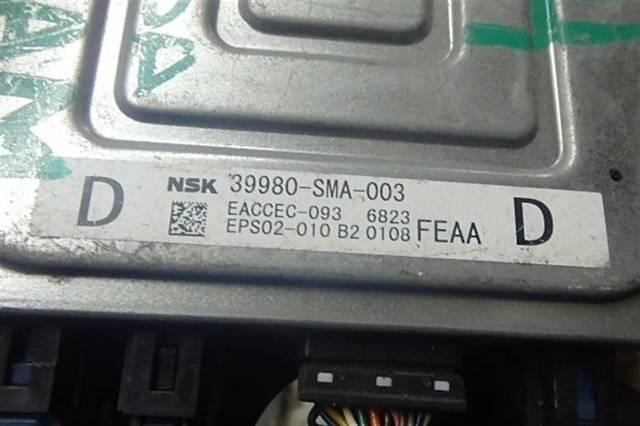 D NSK 39980-SMA-003
EACCEC-093 6823
EPS02-010 B2 0108 FEAA D